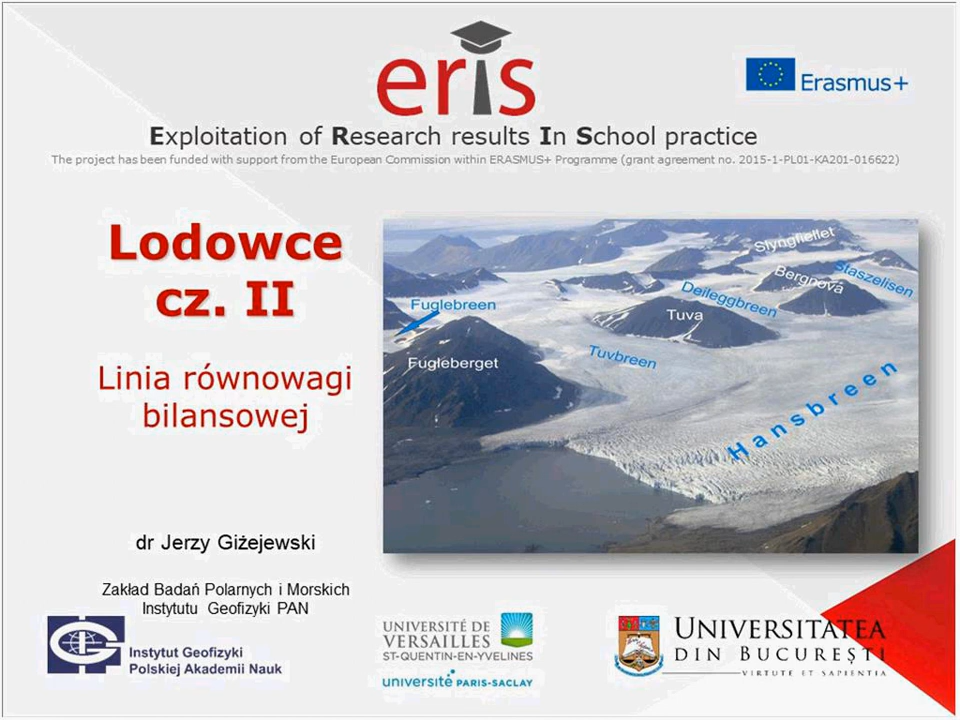 eris
Erasmus+
Exploitation of Research results In School practice
The project has been funded with support from the European Commission within ERASMUS+ Programme (grant agreement no. 2015-1-PL01-KA201-016622)
Lodowce
cz. II
Linia równowagi
bilansowej
Slyngfjellet
Bergnova
Staszelisen
Deileggbreen
Fuglebreen
Tuva
Fugleberget
Tuvbreen
Hansbreen
dr Jerzy Giżejewski
Zakład Badań Polarnych i Morskich
Instytutu Geofizyki PAN
Instytut Geofizyki
Polskiej Akademii Nauk
UNIVERSITÉ DE
VERSAILLES
ST-QUENTIN-EN-YVELINES
université PARIS-SACLAY
UNIVERSITATEA
DIN BUCUREȘTI
VIRTUTE ET SAPIENTIA